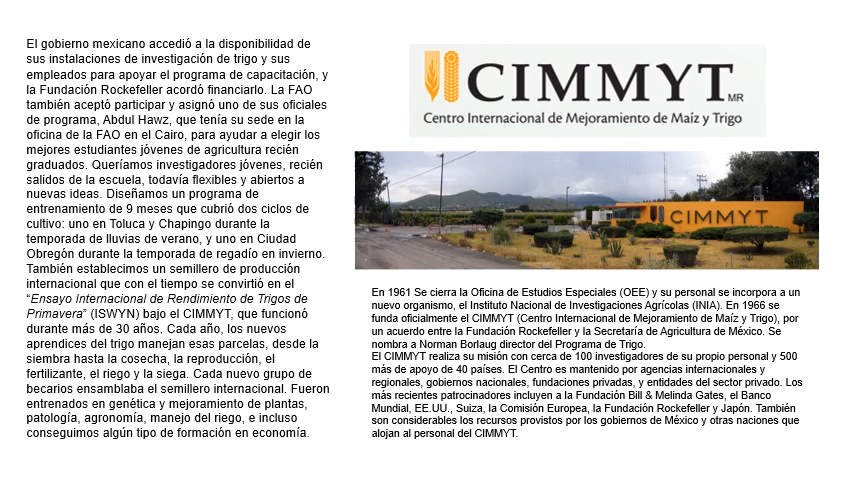 El gobierno mexicano accedió a la disponibilidad de
sus instalaciones de investigación de trigo y sus
empleados para apoyar el programa de capacitación, y
la Fundación Rockefeller acordó financiarlo. La FAO
también aceptó participar y asignó uno de sus oficiales
de programa, Abdul Hawz, que tenía su sede en la
oficina de la FAO en el Cairo, para ayudar a elegir los
mejores estudiantes jóvenes de agricultura recién
graduados. Queríamos investigadores jóvenes, recién
salidos de la escuela, todavía flexibles y abiertos a
nuevas ideas. Diseñamos un programa de
entrenamiento de 9 meses que cubrió dos ciclos de
cultivo: uno en Toluca y Chapingo durante la
temporada de lluvias de verano, y uno en Ciudad
Obregón durante la temporada de regadío en invierno.
También establecimos un semillero de producción
internacional que con el tiempo se convirtió en el
“Ensayo Internacional de Rendimiento de Trigos de
Primavera” (ISWYN) bajo el CIMMYT, que funcionó
durante más de 30 años. Cada año, los nuevos
aprendices del trigo manejan esas parcelas, desde la
siembra hasta la cosecha, la reproducción, el
fertilizante, el riego y la siega. Cada nuevo grupo de
becarios ensamblaba el semillero internacional. Fueron
entrenados en genética y mejoramiento de plantas,
patología, agronomía, manejo del riego, e incluso
conseguimos algún tipo de formación en economía.
CIMMYT MR
Centro Internacional de Mejoramiento de Maíz y Trigo
CIMMYT
En 1961 Se cierra la Oficina de Estudios Especiales (OEE) y su personal se incorpora a un
nuevo organismo, el Instituto Nacional de Investigaciones Agrícolas (INIA). En 1966 se
funda oficialmente el CIMMYT (Centro Internacional de Mejoramiento de Maíz y Trigo), por
un acuerdo entre la Fundación Rockefeller y la Secretaría de Agricultura de México. Se
nombra a Norman Borlaug director del Programa de Trigo.
El CIMMYT realiza su misión con cerca de 100 investigadores de su propio personal y 500
más de apoyo de 40 países. El Centro es mantenido por agencias internacionales y
regionales, gobiernos nacionales, fundaciones privadas, y entidades del sector privado. Los
más recientes patrocinadores incluyen a la Fundación Bill & Melinda Gates, el Banco
Mundial, EE.UU., Suiza, la Comisión Europea, la Fundación Rockefeller y Japón. También
son considerables los recursos provistos por los gobiernos de México y otras naciones que
alojan al personal del CIMMYT.